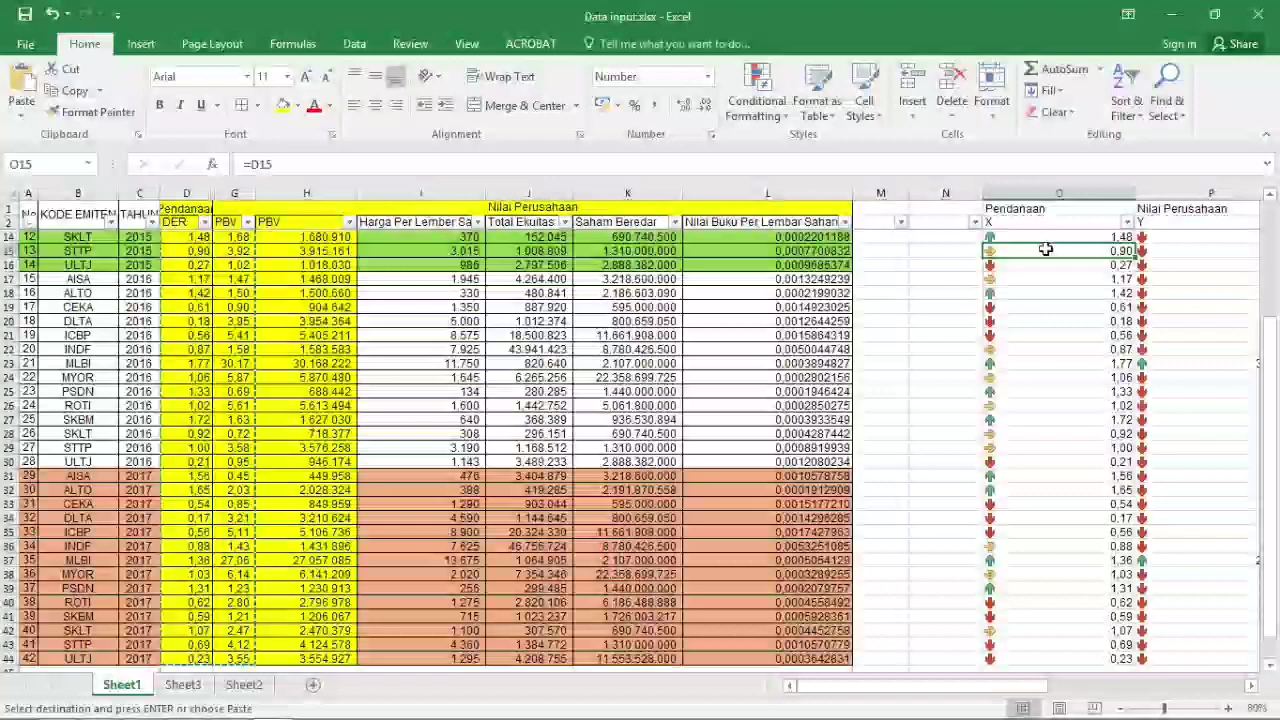 Data input.xlsx - Excel
File Home Insert Page Layout Formulas Data Review View ACROBAT Tell me what you want to do... Sign in Share
Paste Cut Arial 11 Wrap Text Number Conditional Formatting Format as Table Cell Styles Insert Delete Format AutoSum Sort & Filter Find & Select
Copy Fill
Format Painter B I U Merge & Center % Clear
Clipboard Font Alignment Number Styles Cells Editing
O15 fx =D15
A B C D G H I J K L M N O P
1 No KODE EMITEN TAHUN Pendanaan Nilai Perusahaan Pendanaan Nilai Perusahaan
DER PBV PBV Harga Per Lember Sa Total Ekuitas Saham Beredar Nilai Buku Per Lembar Saham X Y
14 12 SKLT 2015 1,48 1,68 1.680.910 370 152.045 690.740.500 0,0002201188 1,48
15 13 STTP 2015 0,90 3,92 3.915.161 3.015 1.008.809 1.310.000.000 0,0007700832 0,90
16 14 ULTJ 2015 0,27 1,02 1.018.030 986 2.797.506 2.888.382.000 0,0009685374 0,27
17 15 AISA 2016 1,17 1,47 1.468.009 1.945 4.264.400 3.218.600.000 0,0013249239 1,17
18 16 ALTO 2016 1,42 1,50 1.500.660 330 480.841 2.186.603.090 0,0002199032 1,42
19 17 CEKA 2016 0,61 0,90 904.642 1.350 887.920 595.000.000 0,0014923025 0,61
20 18 DLTA 2016 0,18 3,95 3.954.364 5.000 1.012.374 800.659.050 0,0012644259 0,18
21 19 ICBP 2016 0,56 5,41 5.405.211 8.575 18.500.823 11.661.908.000 0,0015864319 0,56
22 20 INDF 2016 0,87 1,58 1.583.583 7.925 43.941.423 8.780.426.500 0,0050044748 0,87
23 21 MLBI 2016 1,77 30,17 30.168.222 11.750 820.640 2.107.000.000 0,0003894827 1,77
24 22 MYOR 2016 1,06 5,87 5.870.480 1,645 6.265.256 22.358.699.725 0,0002802156 1,06
25 23 PSDN 2016 1,33 0,69 688.442 134 280.285 1.440.000.000 0,0001946424 1,33
26 24 ROTI 2016 1,02 5,61 5.613.494 1,600 1,442.752 5.061.800.000 0,0002850275 1,02
27 25 SKBM 2016 1,72 1,63 1.627.030 640 368.389 936.530.894 0,0003933549 1,72
28 26 SKLT 2016 0,92 0,72 718.377 308 296.151 690.740.500 0,0004287442 0,92
29 27 STTP 2016 1,00 3,58 3.576.258 3.190 1.168.512 1.310.000.000 0,0008919939 1,00
30 28 ULTJ 2016 0,21 0,95 946.174 1,143 3.489.233 2.888.382.000 0,0012080234 0,21
31 29 AISA 2017 1,56 0,45 449.958 476 3.404.879 3.218.600.000 0,0010578758 1,56
32 30 ALTO 2017 1,65 2,03 2.028.324 388 419.285 2.191.870.558 0,0001912909 1,65
33 31 CEKA 2017 0,54 0,85 849.959 1.290 903.044 595.000.000 0,0015177210 0,54
34 32 DLTA 2017 0,17 3,21 3.210.624 4.590 1.144.645 800.659.050 0,0014296285 0,17
35 33 ICBP 2017 0,56 5,11 5.106.736 8.900 20.324.330 11.661.908.000 0,0017427963 0,56
36 34 INDF 2017 0,88 1,43 1.431.896 7.625 46.756.724 8.780.426.500 0,0053251085 0,88
37 35 MLBI 2017 1,36 27,06 27.057.085 13.675 1.064.905 2.107.000.000 0,0005054129 1,36
38 36 MYOR 2017 1,03 6,14 6.141.209 2.020 7.354.346 22.358.699.725 0,0003289255 1,03
39 37 PSDN 2017 1,31 1,23 1.230.913 256 299.485 1.440.000.000 0,0002079757 1,31
40 38 ROTI 2017 0,62 2,80 2.796.978 1.275 2.820.106 6.186.488.888 0,0004558492 0,62
41 39 SKBM 2017 0,59 1,21 1.206.067 715 1.023.237 1.726.003.217 0,0005928361 0,59
42 40 SKLT 2017 1,07 2,47 2.470.379 1.100 307.570 690.740.500 0,0004452758 1,07
43 41 STTP 2017 0,69 4,12 4.124.578 4.360 1.384.772 1.310.000.000 0,0010570779 0,69
44 42 ULTJ 2017 0,23 3,55 3.554.927 1.295 4.208.755 11.553.528.000 0,0003642831 0,23
Sheet1 Sheet3 Sheet2
Select destination and press ENTER or choose Paste 80%